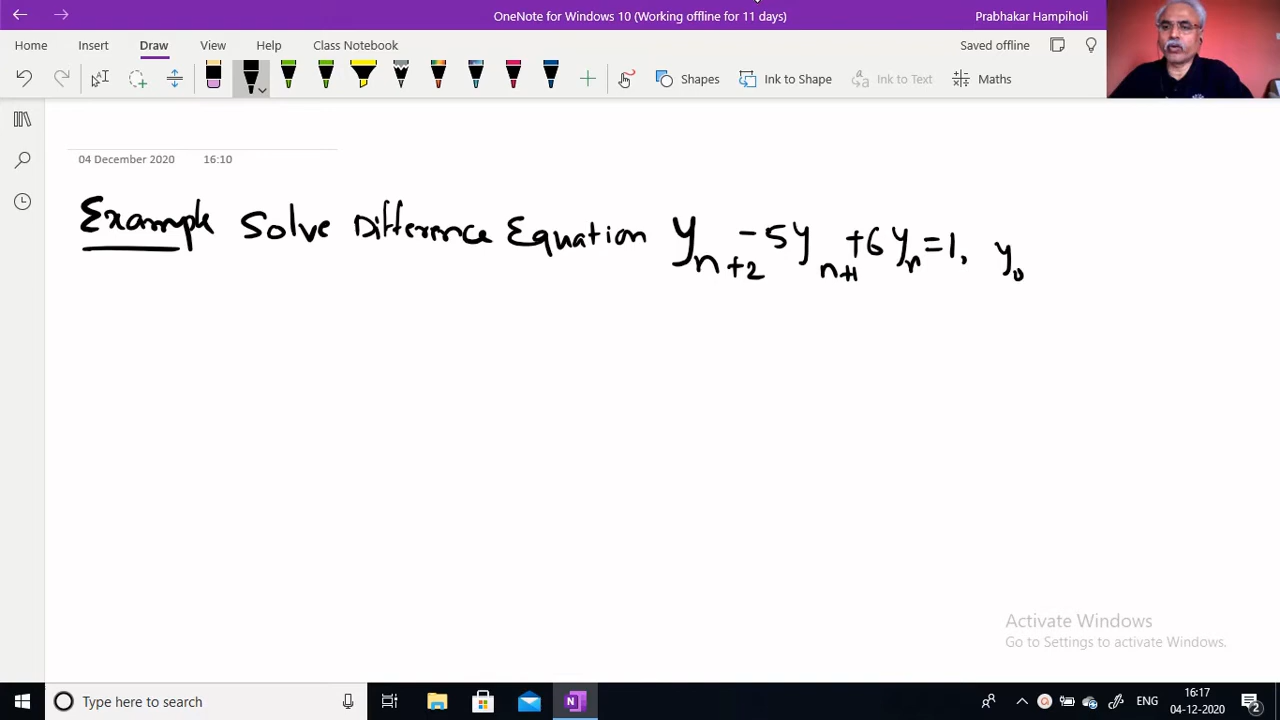 OneNote for Windows 10 (Working offline for 11 days)
Prabhakar Hampiholi
Home Insert Draw View Help Class Notebook Saved offline
Shapes Ink to Shape Ink to Text Maths
04 December 2020 16:10
Example Solve Difference Equation y_{n+2} - 5y_{n+1} + 6y_n = 1, y_0
Activate Windows
Go to Settings to activate Windows.
Type here to search
ENG
16:17
04-12-2020
2